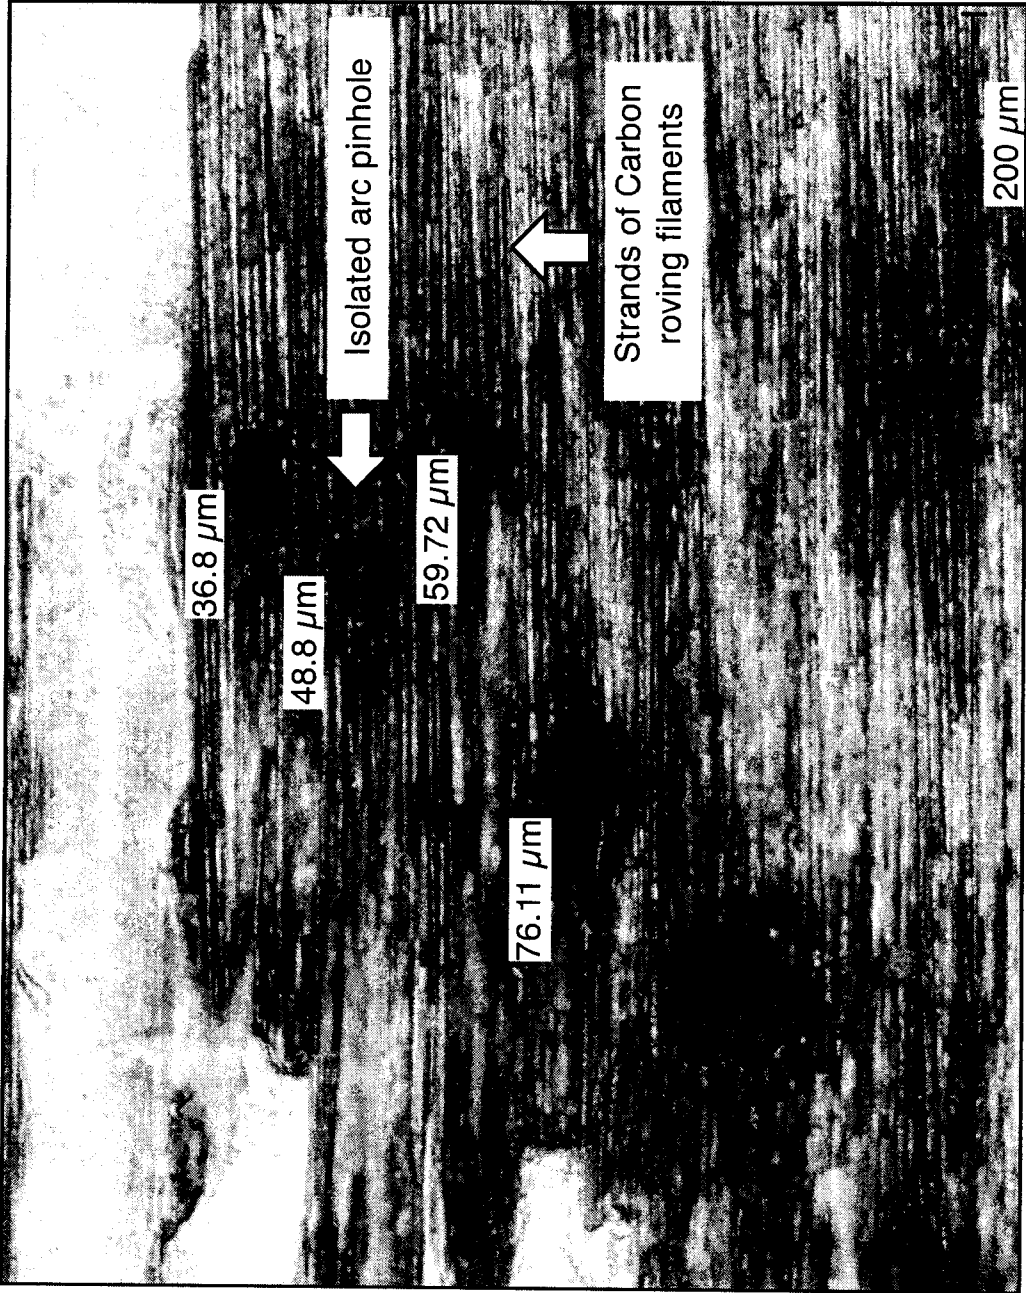 36.8 µm
48.8 µm
Isolated arc pinhole
59.72 µm
76.11 µm
Strands of Carbon
roving filaments
200 µm